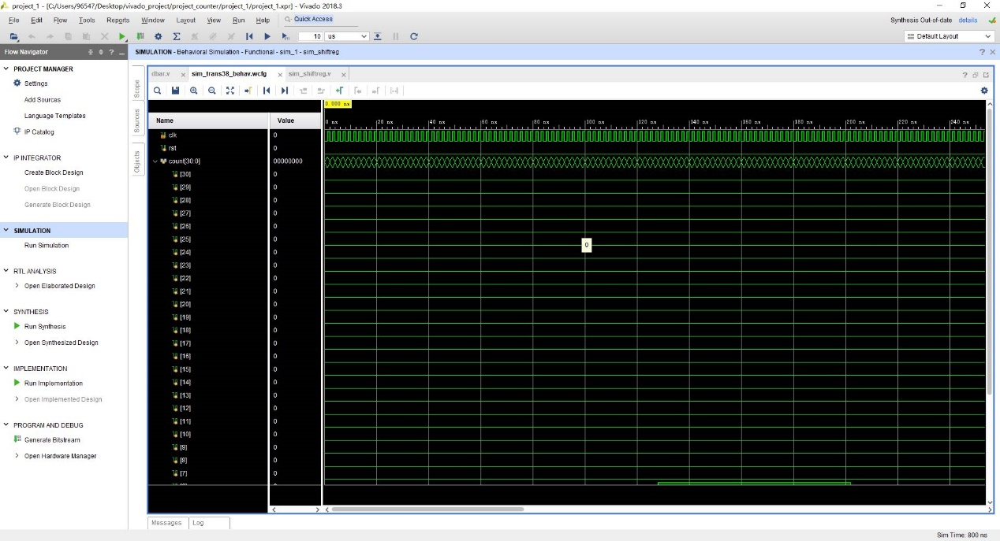 project_1 - [C:/Users/96547/Desktop/vivado_project/project_counter/project_1/project_1.xpr] - Vivado 2018.3
File Edit Flow Tools Reports Window Layout View Run Help Quick Access
Synthesis Out-of-date details
10 us
Default Layout
Flow Navigator
SIMULATION - Behavioral Simulation - Functional - sim_1 - sim_shiftreg
PROJECT MANAGER
Settings
Add Sources
Language Templates
IP Catalog
IP INTEGRATOR
Create Block Design
Open Block Design
Generate Block Design
SIMULATION
Run Simulation
RTL ANALYSIS
Open Elaborated Design
SYNTHESIS
Run Synthesis
Open Synthesized Design
IMPLEMENTATION
Run Implementation
Open Implemented Design
PROGRAM AND DEBUG
Generate Bitstream
Open Hardware Manager
Scope
Sources
Objects
dbar.v sim_trans38_behav.wcfg sim_shiftreg.v
0.000 ns
Name Value
0 ns 20 ns 40 ns 60 ns 80 ns 100 ns 120 ns 140 ns 160 ns 180 ns 200 ns 220 ns 240 ns
clk 0
rst 0
count[30:0] 00000000
[30] 0
[29] 0
[28] 0
[27] 0
[26] 0
[25] 0
[24] 0
[23] 0
[22] 0
[21] 0
[20] 0
[19] 0
[18] 0
[17] 0
[16] 0
[15] 0
[14] 0
[13] 0
[12] 0
[11] 0
[10] 0
[9] 0
[8] 0
[7] 0
0
Messages Log
Sim Time: 800 ns